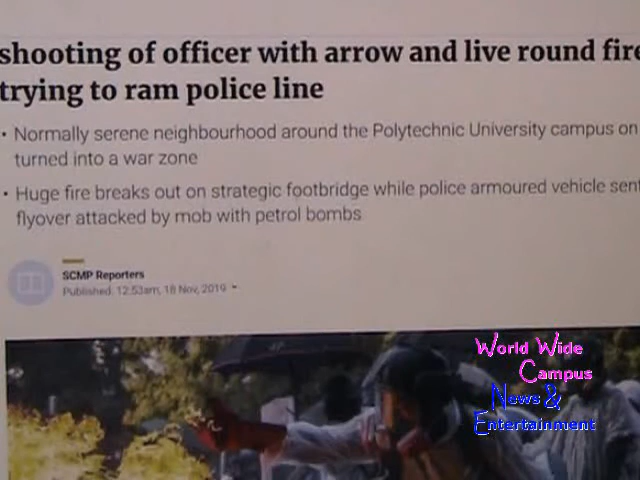 shooting of officer with arrow and live round fire
trying to ram police line
• Normally serene neighbourhood around the Polytechnic University campus on
turned into a war zone
• Huge fire breaks out on strategic footbridge while police armoured vehicle sent
flyover attacked by mob with petrol bombs
SCMP Reporters
Published: 12:53am, 18 Nov, 2019
World Wide
Campus
News &
Entertainment